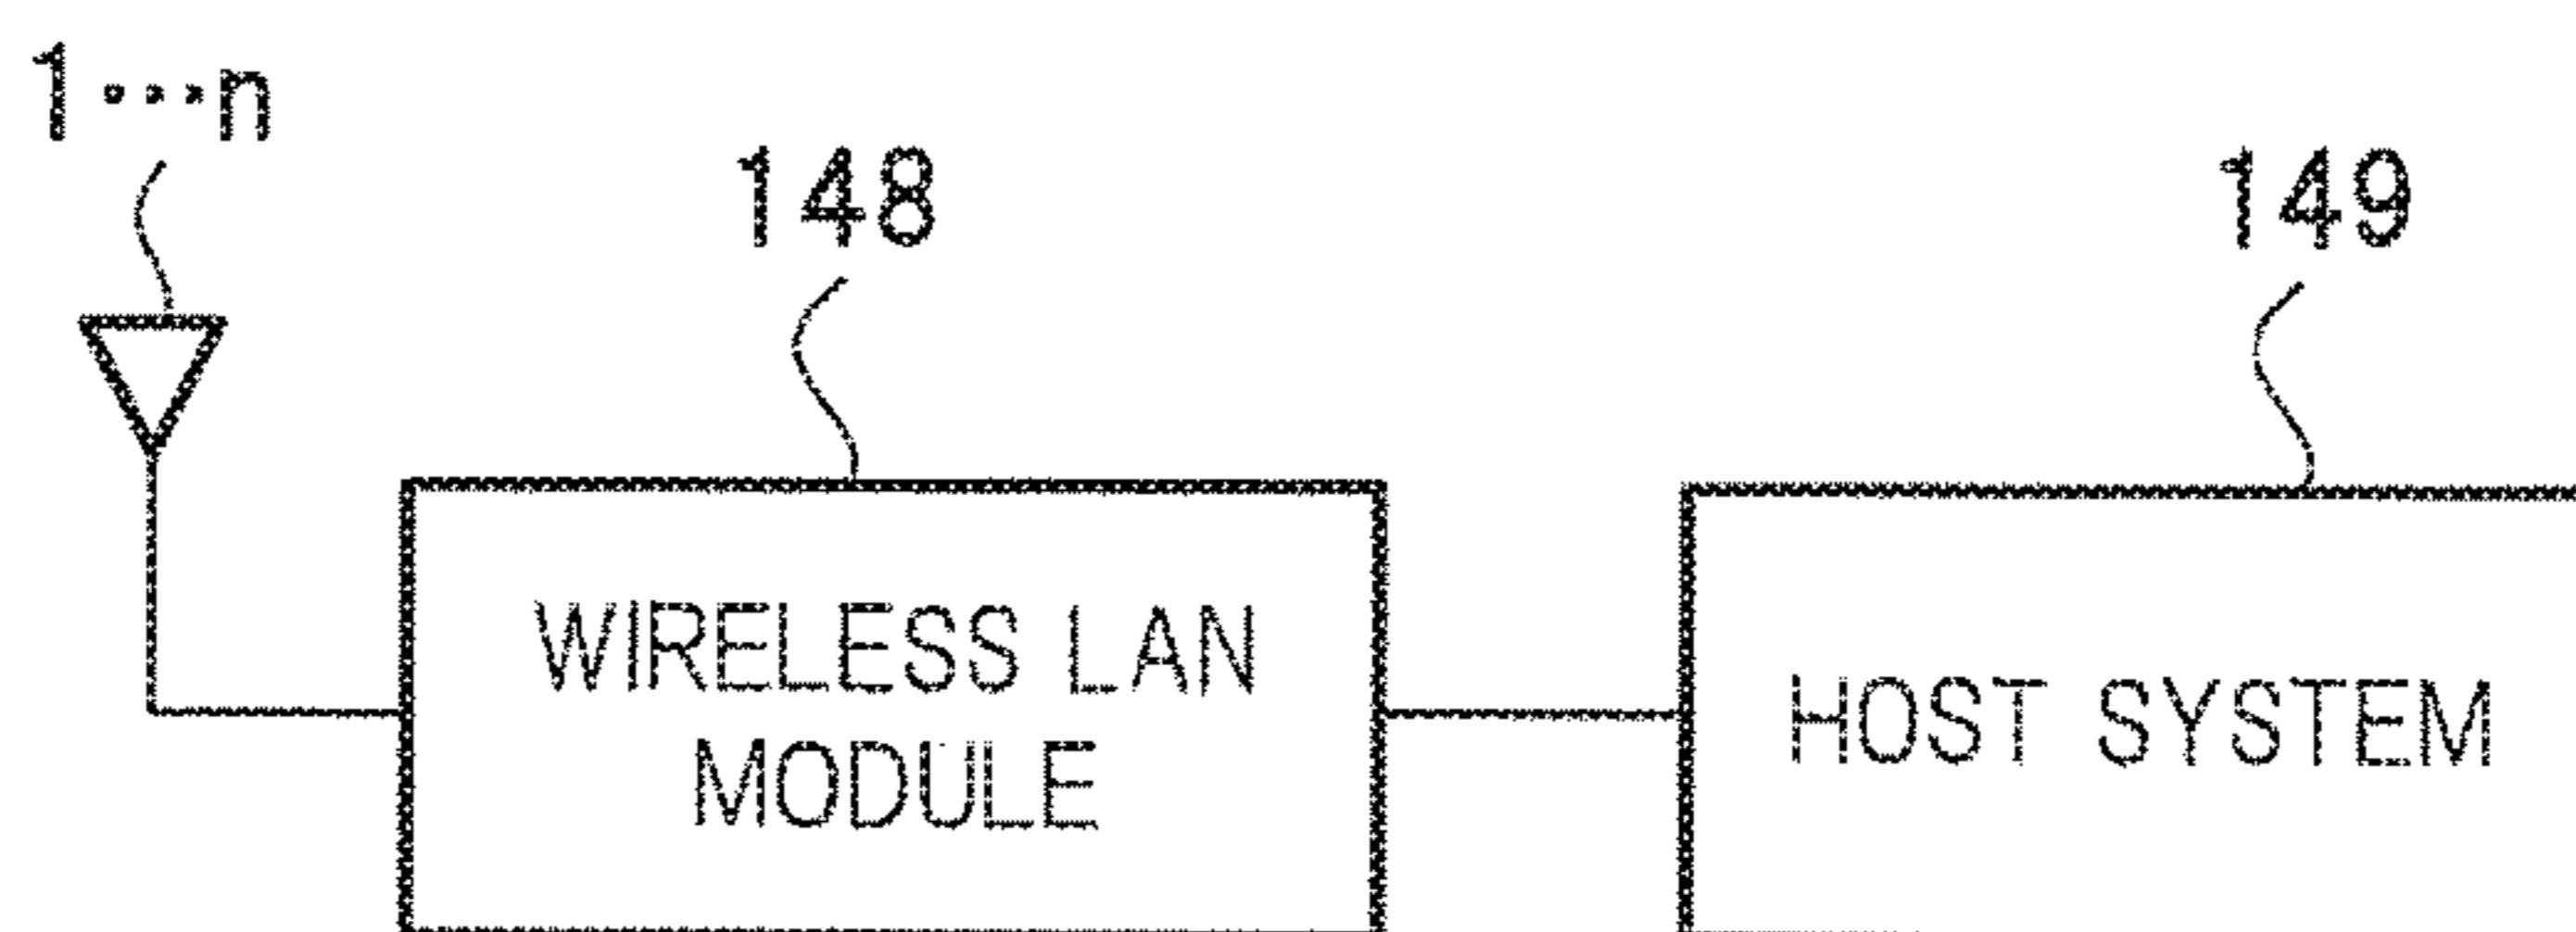 1···n
148
149
WIRELESS LAN
MODULE
HOST SYSTEM